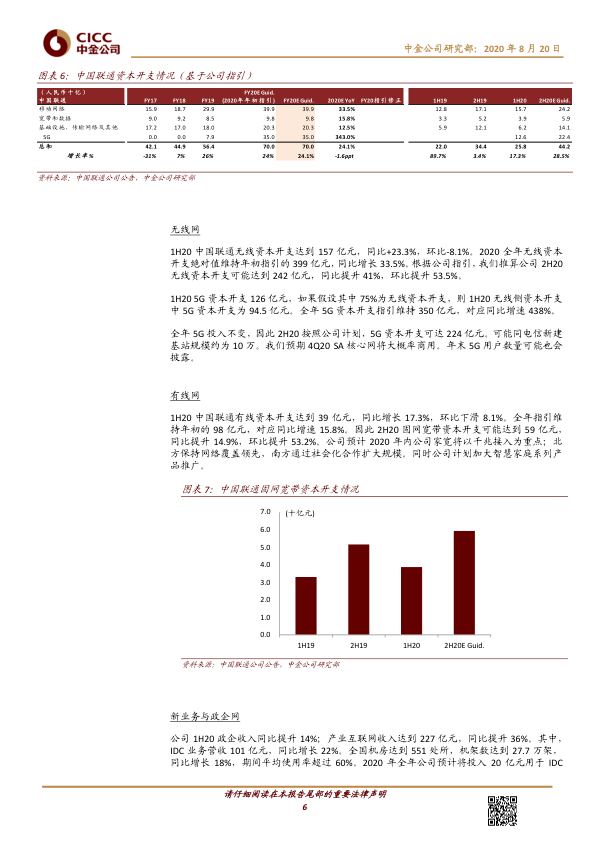 CICC
中金公司
中金公司研究部：2020 年 8 月 20 日
图表 6：中国联通资本开支情况（基于公司指引）
（人民币十亿） FY20E Guid.
中国联通 FY17 FY18 FY19 (2020年年初指引) FY20E Guid. 2020E YoY FY20指引修正 1H19 2H19 1H20 2H20E Guid.
移动网络 15.9 18.7 29.9 39.9 39.9 33.5% 12.8 17.1 15.7 24.2
宽带和数据 9.0 9.2 8.5 9.8 9.8 15.8% 3.3 5.2 3.9 5.9
基础设施，传输网络及其他 17.2 17.0 18.0 20.3 20.3 12.5% 5.9 12.1 6.2 14.1
5G 0.0 0.0 7.9 35.0 35.0 343.0% 12.6 22.4
总和 42.1 44.9 56.4 70.0 70.0 24.1% 22.0 34.4 25.8 44.2
增长率% -31% 7% 26% 24% 24.1% -1.6ppt 89.7% 3.4% 17.3% 28.5%
资料来源：中国联通公司公告，中金公司研究部
无线网
1H20 中国联通无线资本开支达到 157 亿元，同比+23.3%，环比-8.1%。2020 全年无线资本
开支绝对值维持年初指引的 399 亿元，同比增长 33.5%。根据公司指引，我们推算公司 2H20
无线资本开支可能达到 242 亿元，同比提升 41%，环比提升 53.5%。
1H20 5G 资本开支 126 亿元，如果假设其中 75%为无线资本开支，则 1H20 无线侧资本开支
中 5G 资本开支为 94.5 亿元。全年 5G 资本开支指引维持 350 亿元，对应同比增速 438%。
全年 5G 投入不变，因此 2H20 按照公司计划，5G 资本开支可达 224 亿元。可能同电信新建
基站规模约为 10 万。我们预期 4Q20 SA 核心网将大概率商用。年末 5G 用户数量可能也会
披露。
有线网
1H20 中国联通有线资本开支达到 39 亿元，同比增长 17.3%，环比下滑 8.1%。全年指引维
持年初的 98 亿元，对应同比增速 15.8%。因此 2H20 固网宽带资本开支可能达到 59 亿元，
同比提升 14.9%，环比提升 53.2%。公司预计 2020 年内公司家宽将以千兆接入为重点；北
方保持网络覆盖领先，南方通过社会化合作扩大规模。同时公司计划加大智慧家庭系列产
品推广。
图表 7：中国联通固网宽带资本开支情况
7.0
(十亿元)
6.0
5.0
4.0
3.0
2.0
1.0
0.0
1H19 2H19 1H20 2H20E Guid.
资料来源：中国联通公司公告，中金公司研究部
新业务与政企网
公司 1H20 政企收入同比提升 14%；产业互联网收入达到 227 亿元，同比提升 36%。其中，
IDC 业务营收 101 亿元，同比增长 22%。全国机房达到 551 处所，机架数达到 27.7 万架，
同比增长 18%，期间平均使用率超过 60%。2020 年全年公司预计将投入 20 亿元用于 IDC
请仔细阅读在本报告尾部的重要法律声明
6